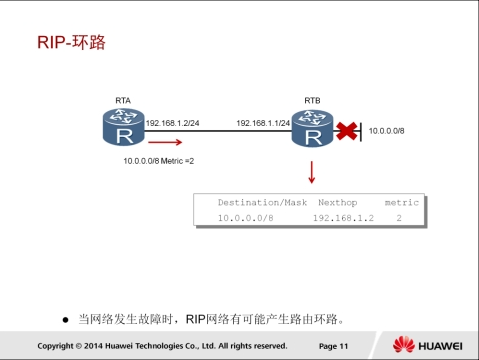 RIP-环路
RTA
RTB
192.168.1.2/24
192.168.1.1/24
10.0.0.0/8
R
R
10.0.0.0/8 Metric =2
Destination/Mask Nexthop metric
10.0.0.0/8 192.168.1.2 2
● 当网络发生故障时，RIP网络有可能产生路由环路。
Copyright © 2014 Huawei Technologies Co., Ltd. All rights reserved.
Page 11
HUAWEI